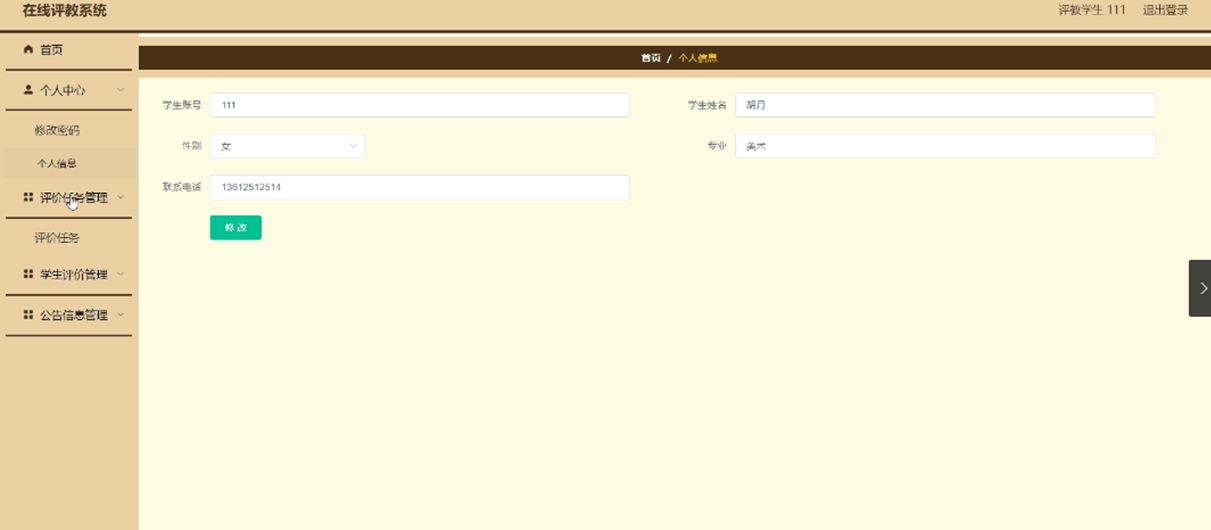 在线评教系统
评教学生 111 退出登录
首页
个人中心
修改密码
个人信息
评价任务管理
评价任务
学生评价管理
公告信息管理
首页 / 个人信息
学生账号 111
学生姓名 胡月
性别 女
专业 美术
联系电话 13612512514
修改